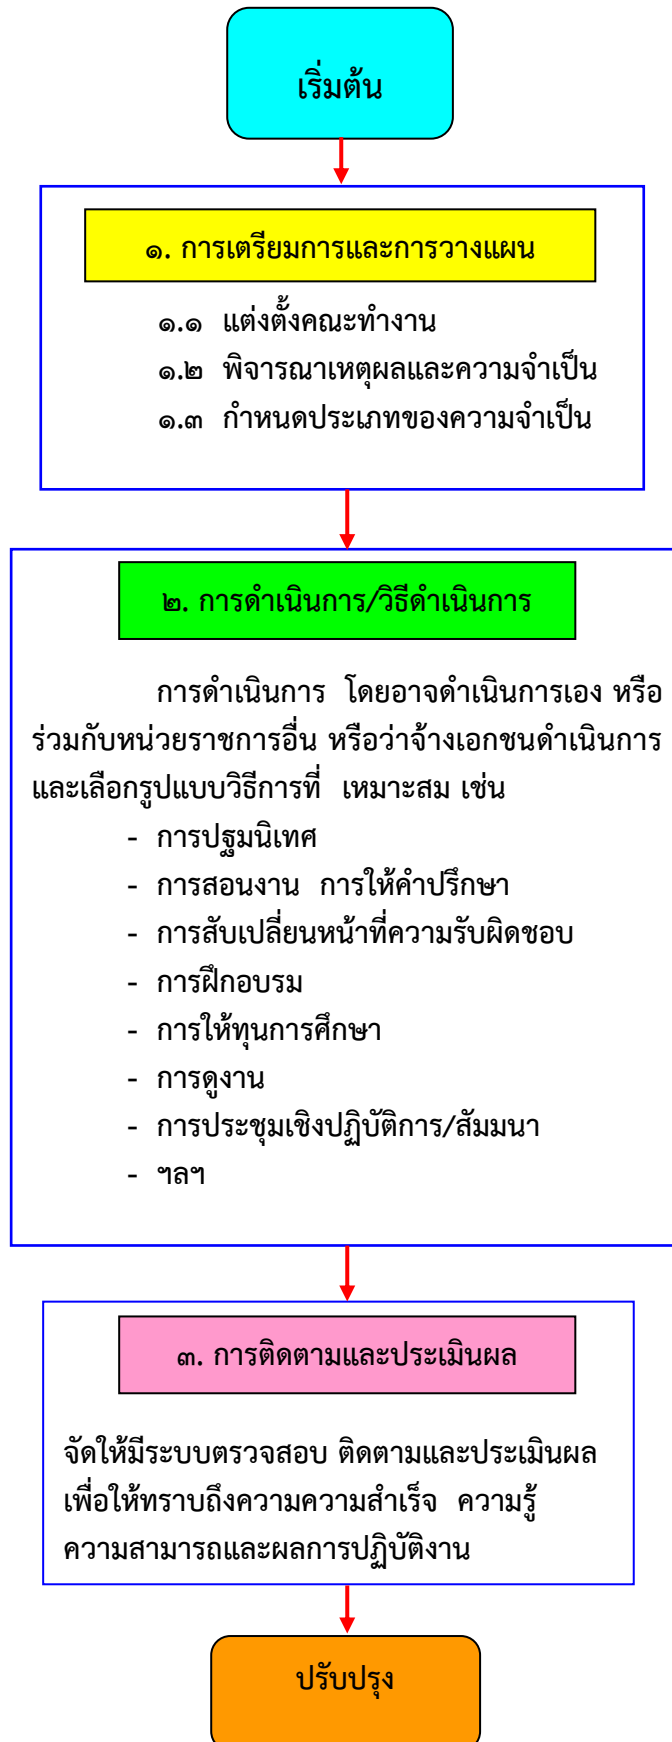 เริ่มต้น
๑. การเตรียมการและการวางแผน
๑.๑ แต่งตั้งคณะทำงาน
๑.๒ พิจารณาเหตุผลและความจำเป็น
๑.๓ กำหนดประเภทของความจำเป็น
๒. การดำเนินการ/วิธีดำเนินการ
การดำเนินการ โดยอาจดำเนินการเอง หรือ
ร่วมกับหน่วยราชการอื่น หรือว่าจ้างเอกชนดำเนินการ
และเลือกรูปแบบวิธีการที่ เหมาะสม เช่น
- การปฐมนิเทศ
- การสอนงาน การให้คำปรึกษา
- การสับเปลี่ยนหน้าที่ความรับผิดชอบ
- การฝึกอบรม
- การให้ทุนการศึกษา
- การดูงาน
- การประชุมเชิงปฏิบัติการ/สัมมนา
- ฯลฯ
๓. การติดตามและประเมินผล
จัดให้มีระบบตรวจสอบ ติดตามและประเมินผล
เพื่อให้ทราบถึงความความสำเร็จ ความรู้
ความสามารถและผลการปฏิบัติงาน
ปรับปรุง